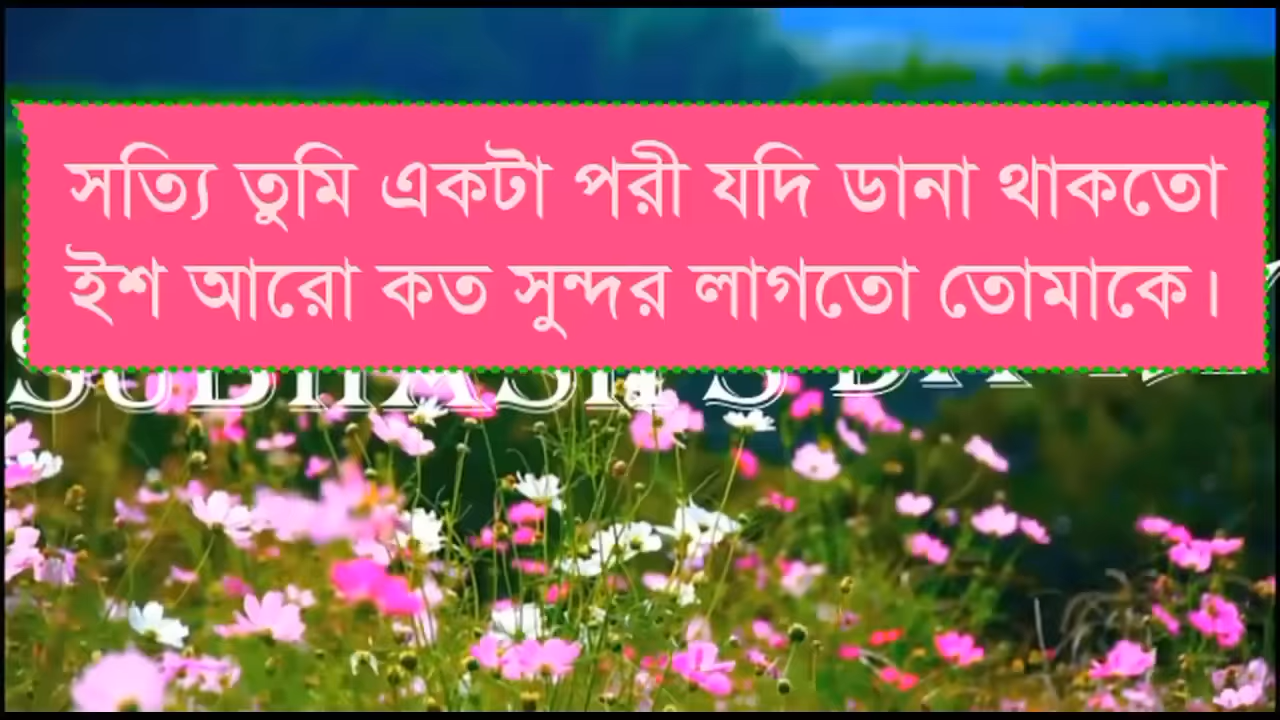 সত্যি তুমি একটা পরী যদি ডানা থাকতো
ইশ আরো কত সুন্দর লাগতো তোমাকে।